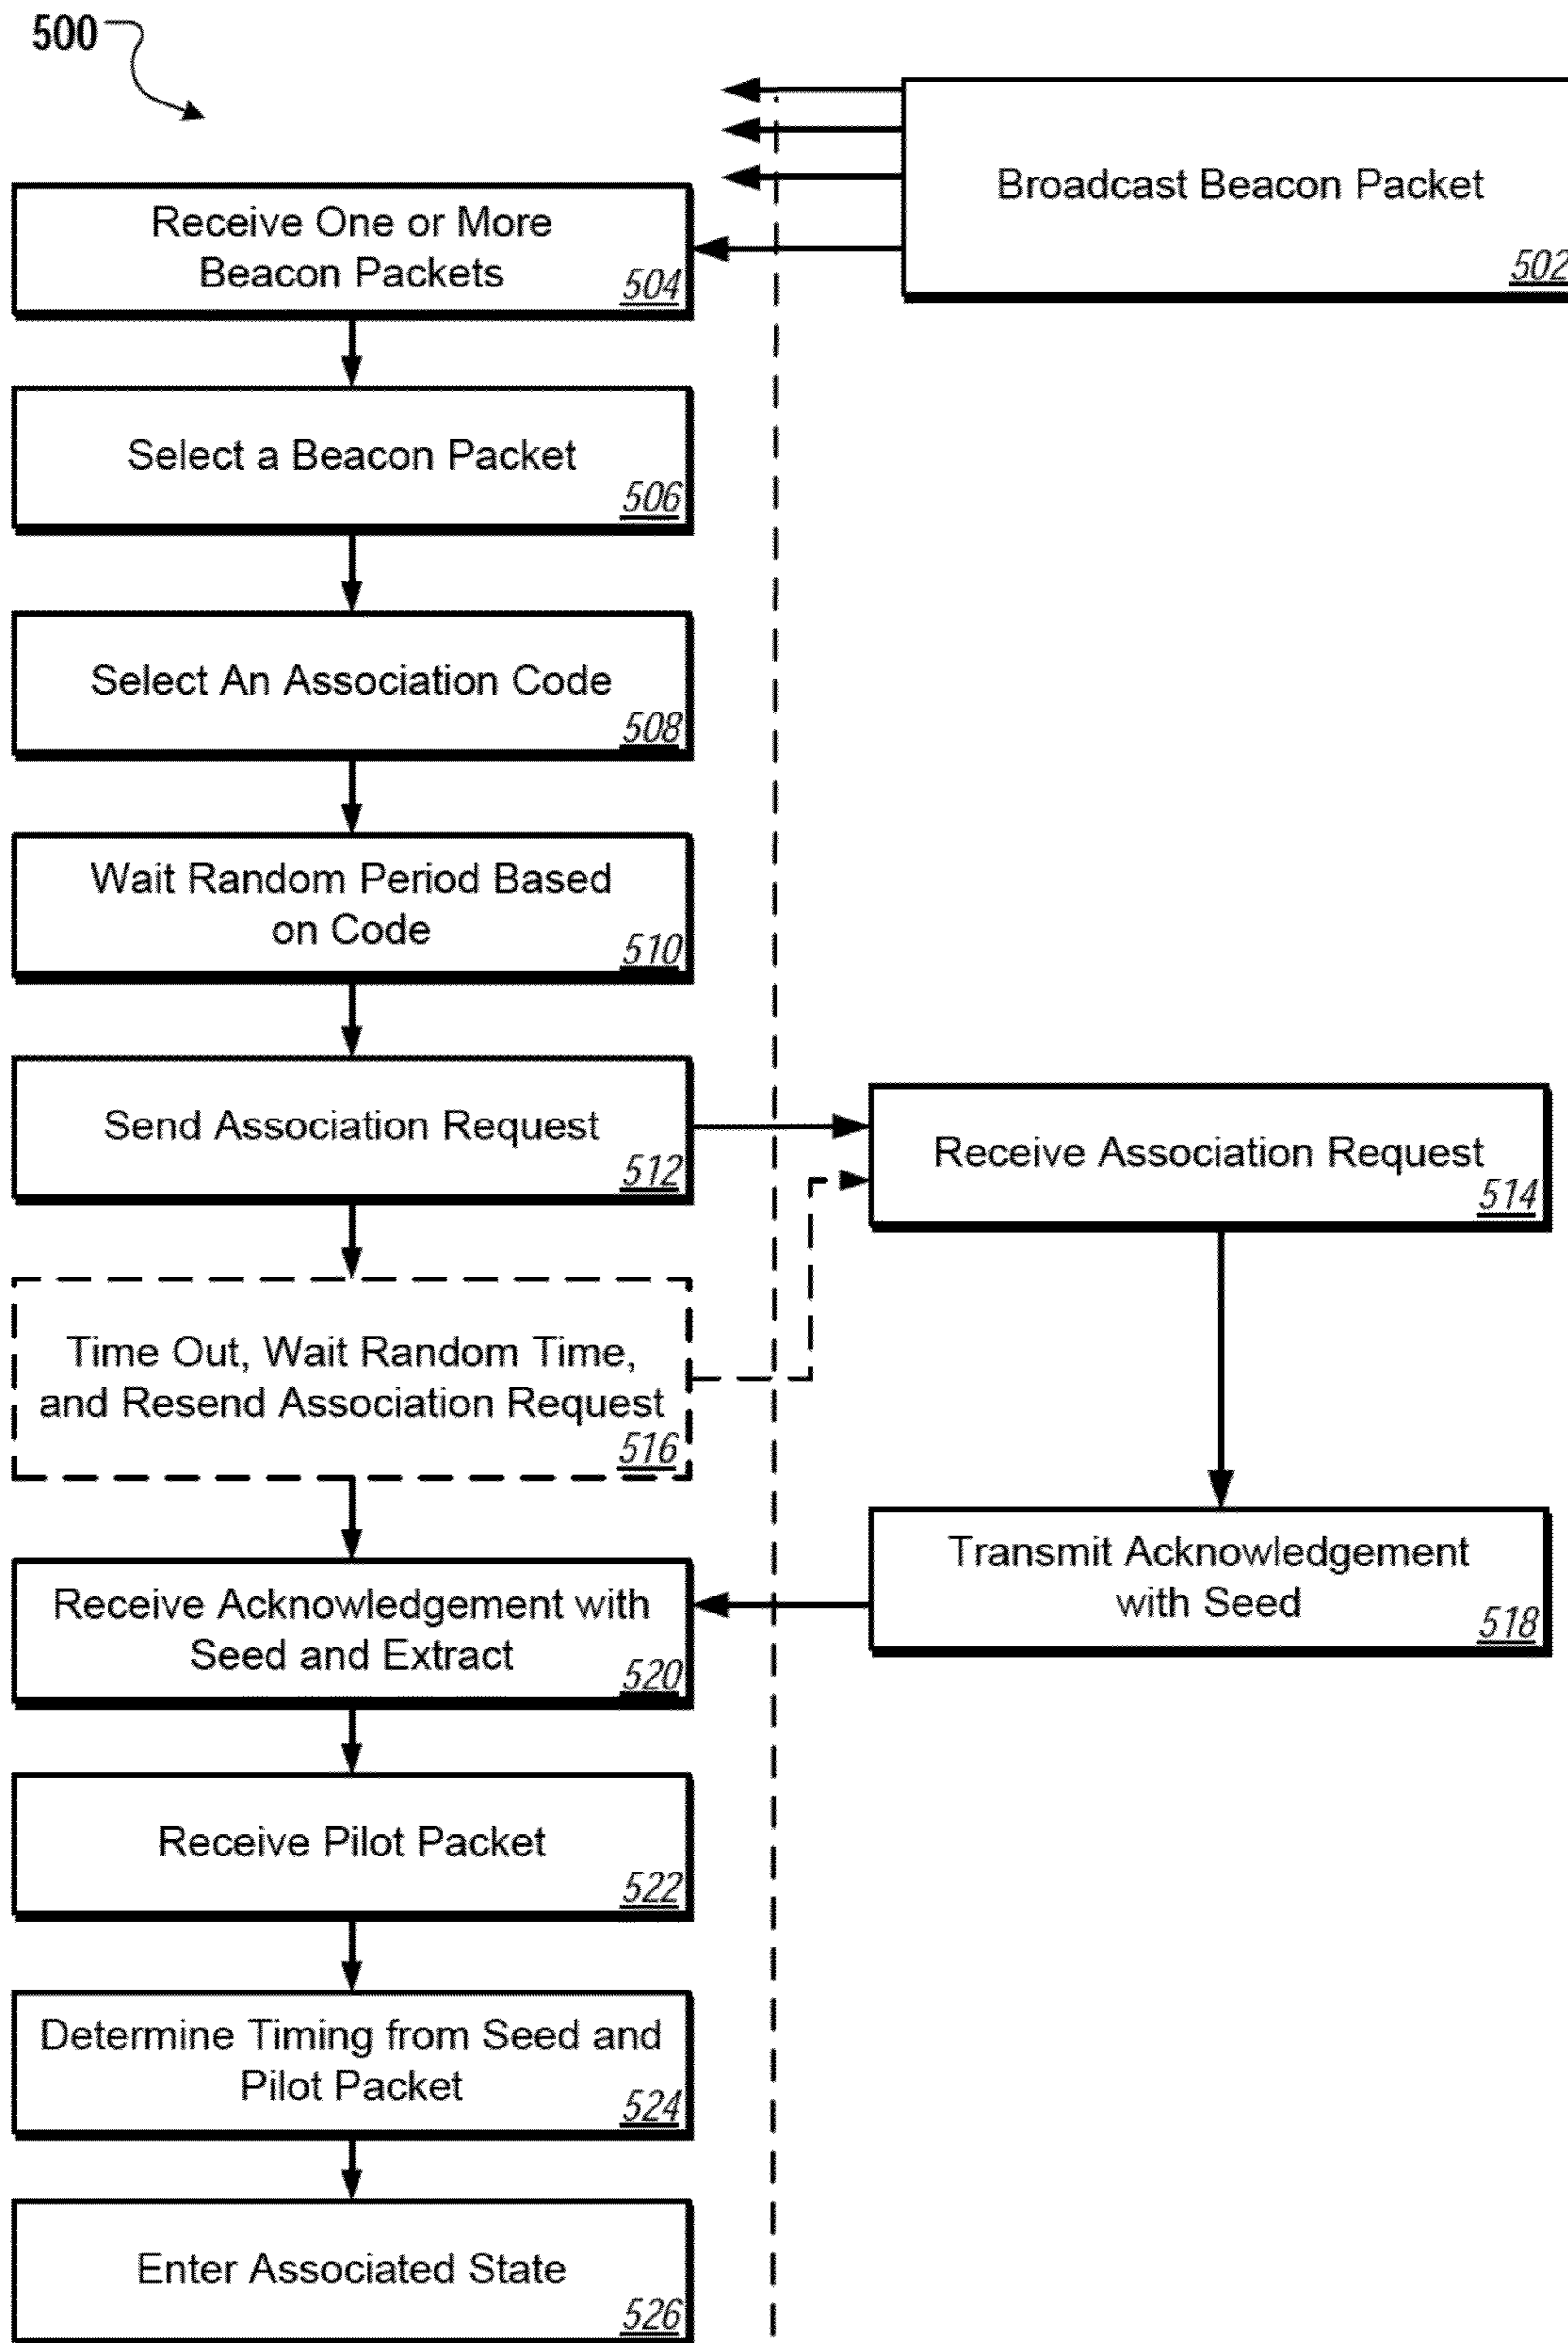 500
Broadcast Beacon Packet
502
Receive One or More
Beacon Packets
504
Select a Beacon Packet
506
Select An Association Code
508
Wait Random Period Based
on Code
510
Send Association Request
512
Receive Association Request
514
Time Out, Wait Random Time,
and Resend Association Request
516
Transmit Acknowledgement
with Seed
518
Receive Acknowledgement with
Seed and Extract
520
Receive Pilot Packet
522
Determine Timing from Seed and
Pilot Packet
524
Enter Associated State
526